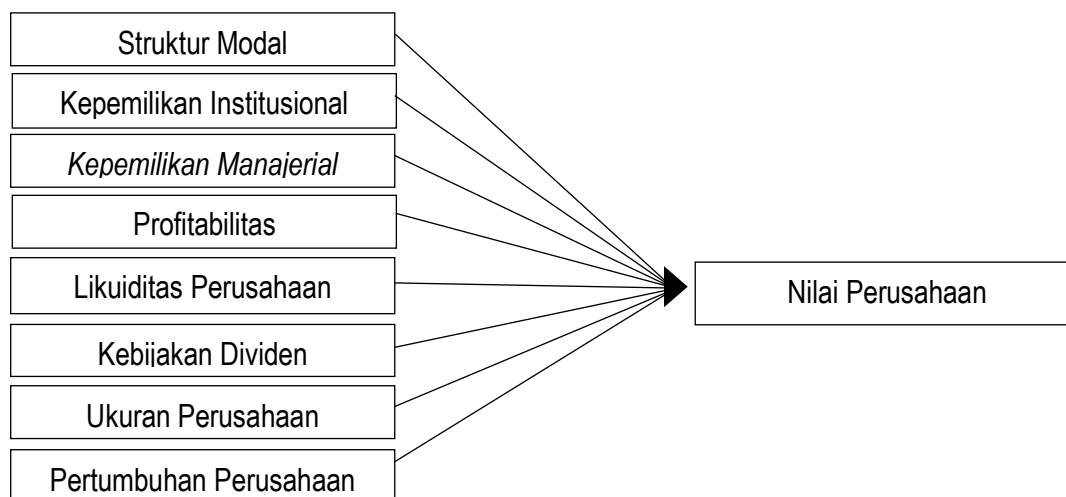 Struktur Modal
Kepemilikan Institusional
Kepemilikan Manajerial
Profitabilitas
Likuiditas Perusahaan
Nilai Perusahaan
Kebijakan Dividen
Ukuran Perusahaan
Pertumbuhan Perusahaan